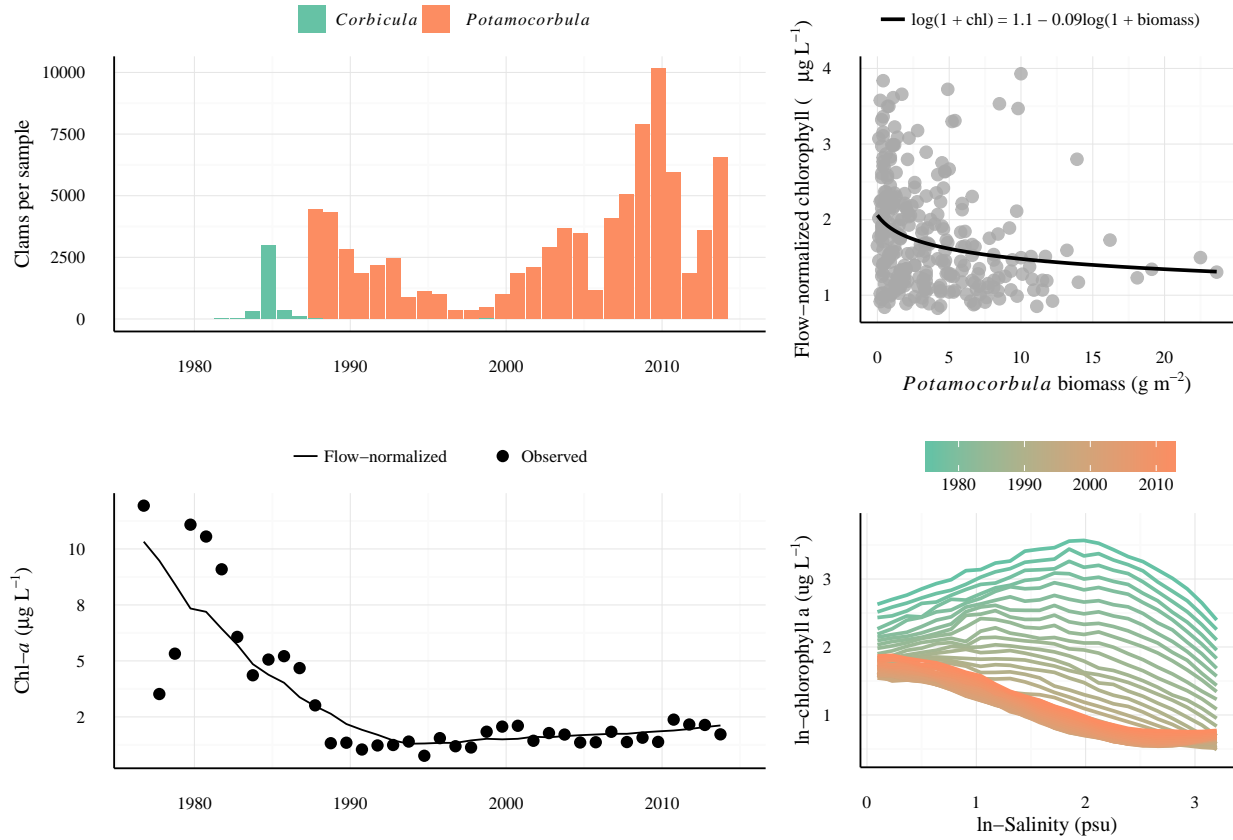 Corbicula Potamocorbula
Clams per sample
10000
7500
5000
2500
0
1980 1990 2000 2010
log(1 + chl) = 1.1 − 0.09log(1 + biomass)
Flow−normalized chlorophyll ( µg L−1)
4
3
2
1
0 5 10 15 20
Potamocorbula biomass (g m−2)
Flow−normalized Observed
Chl−a (µg L−1)
10
8
5
2
1980 1990 2000 2010
1980 1990 2000 2010
ln−chlorophyll a (ug L−1)
3
2
1
0 1 2 3
ln−Salinity (psu)